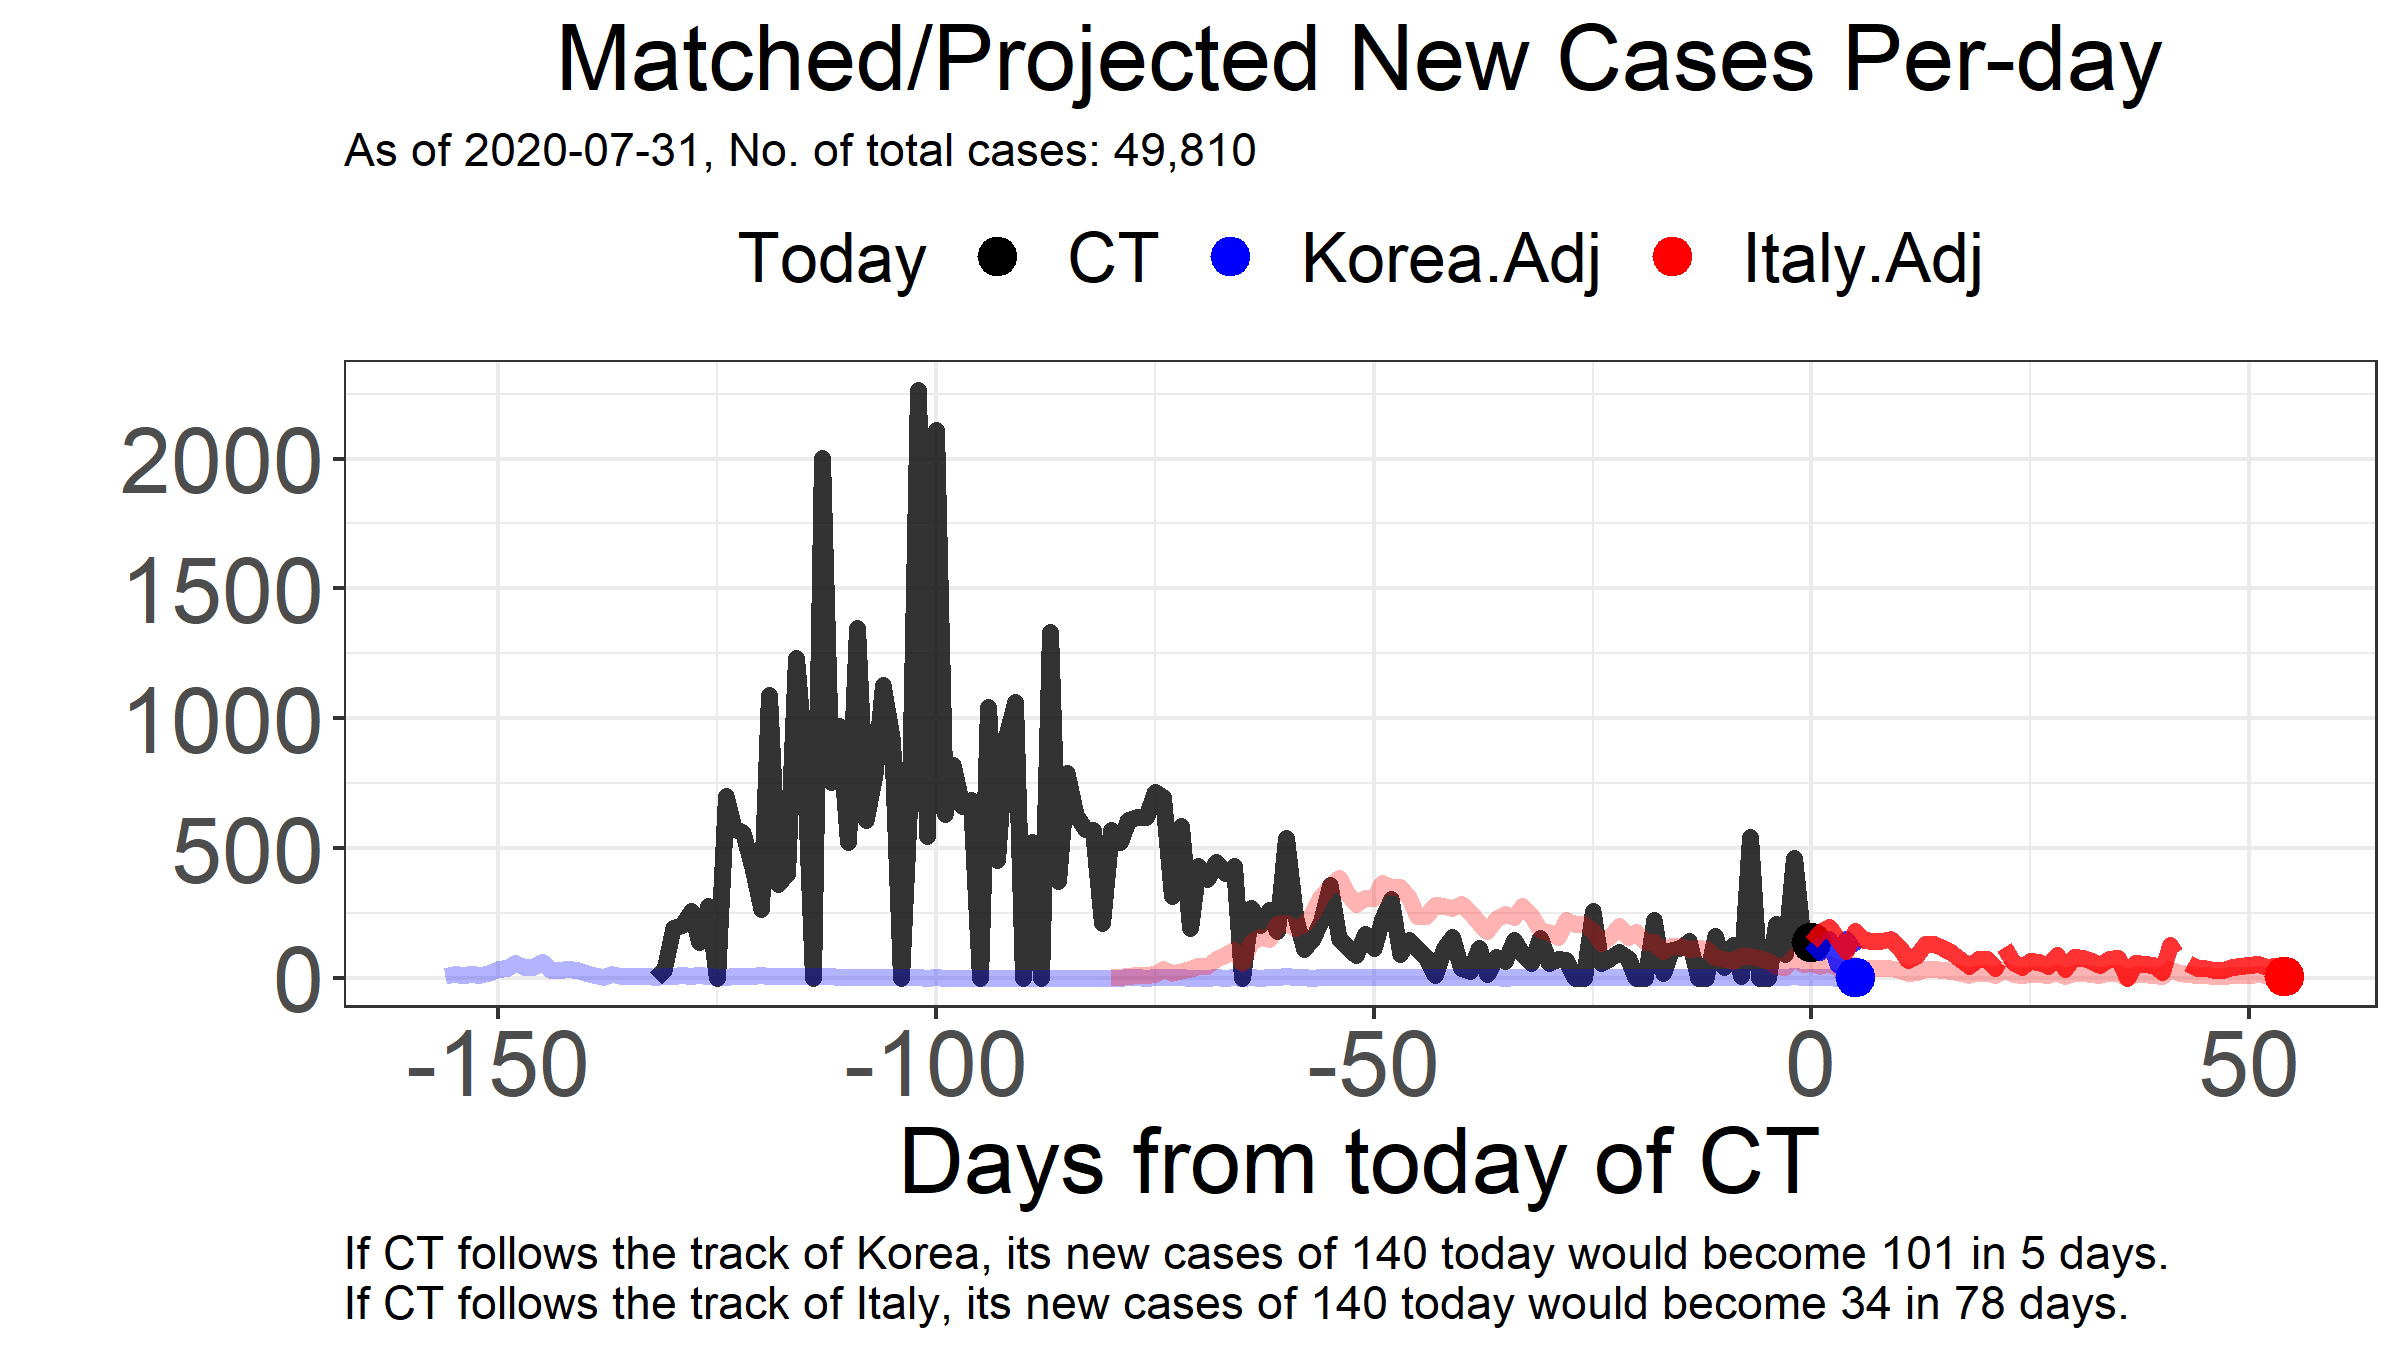 Matched/Projected New Cases Per-day
As of 2020-07-31, No. of total cases: 49,810
Today CT Korea.Adj Italy.Adj
2000
1500
1000
500
0
-150 -100 -50 0 50
Days from today of CT
If CT follows the track of Korea, its new cases of 140 today would become 101 in 5 days.
If CT follows the track of Italy, its new cases of 140 today would become 34 in 78 days.